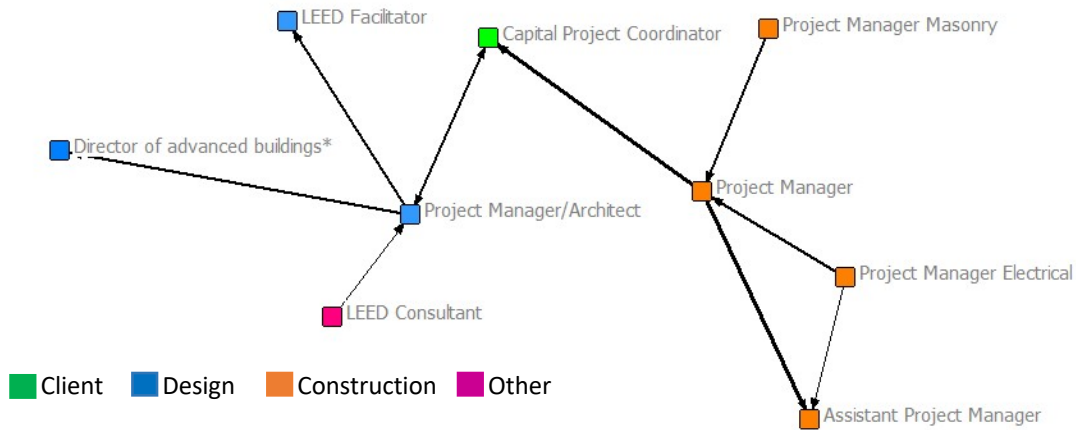 LEED Facilitator
Capital Project Coordinator
Project Manager Masonry
Director of advanced buildings*
Project Manager
Project Manager/Architect
Project Manager Electrical
LEED Consultant
Client Design Construction Other
Assistant Project Manager